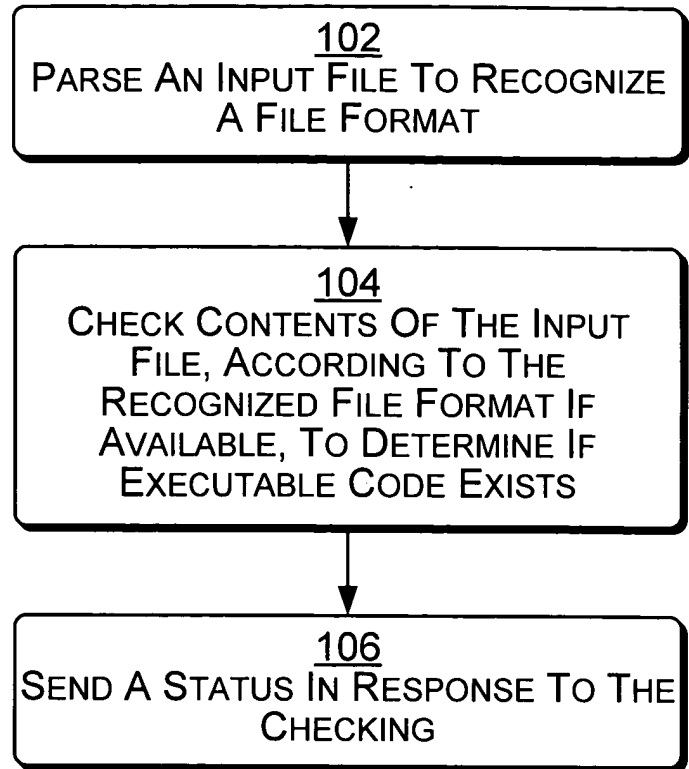 102
PARSE AN INPUT FILE TO RECOGNIZE
A FILE FORMAT
104
CHECK CONTENTS OF THE INPUT
FILE, ACCORDING TO THE
RECOGNIZED FILE FORMAT IF
AVAILABLE, TO DETERMINE IF
EXECUTABLE CODE EXISTS
106
SEND A STATUS IN RESPONSE TO THE
CHECKING